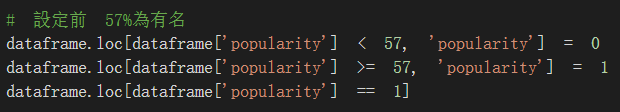 # 設定前 57%為有名
dataframe.loc[dataframe['popularity'] < 57, 'popularity'] = 0
dataframe.loc[dataframe['popularity'] >= 57, 'popularity'] = 1
dataframe.loc[dataframe['popularity'] == 1]